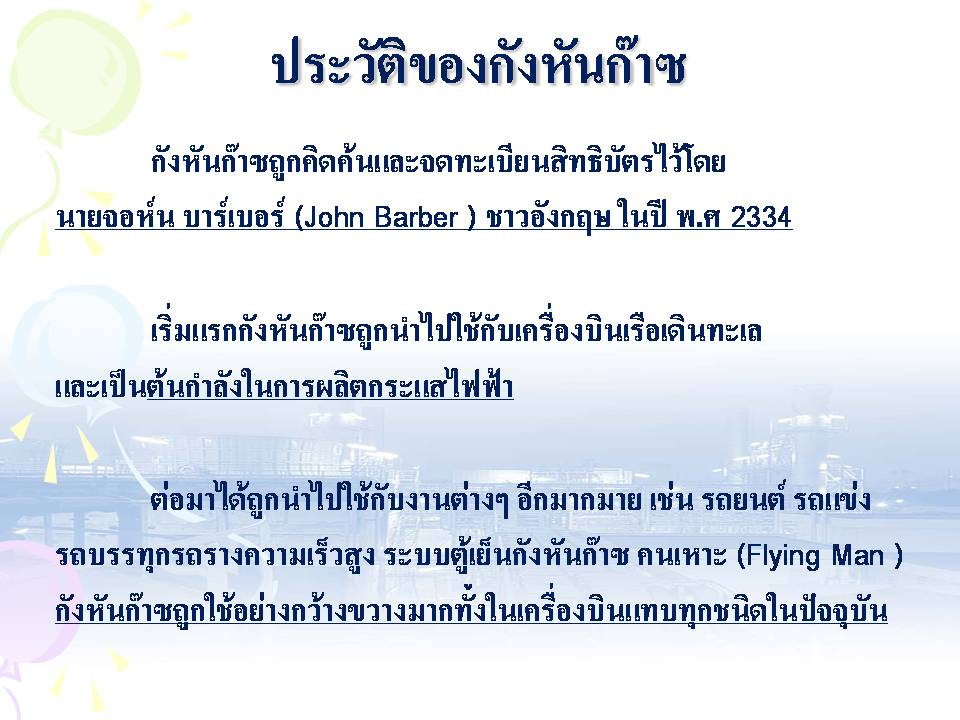 ประวัติของกังหันก๊าซ
กังหันก๊าซถูกคิดค้นและจดทะเบียนสิทธิบัตรไว้โดย
นายจอห์น บาร์เบอร์ (John Barber ) ชาวอังกฤษ ในปี พ.ศ 2334
เริ่มแรกกังหันก๊าซถูกนำไปใช้กับเครื่องบินเรือเดินทะเล
และเป็นต้นกำลังในการผลิตกระแสไฟฟ้า
ต่อมาได้ถูกนำไปใช้กับงานต่างๆ อีกมากมาย เช่น รถยนต์ รถแข่ง
รถบรรทุกรถรางความเร็วสูง ระบบตู้เย็นกังหันก๊าซ คนเหาะ (Flying Man )
กังหันก๊าซถูกใช้อย่างกว้างขวางมากทั้งในเครื่องบินแทบทุกชนิดในปัจจุบัน